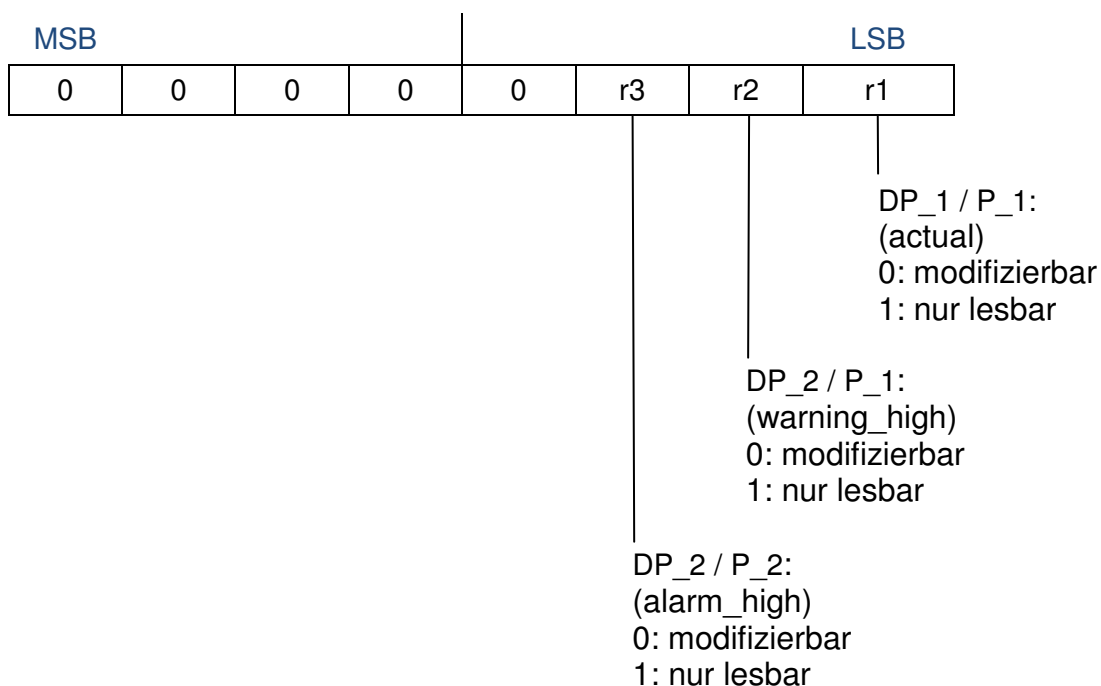 MSB LSB
0 0 0 0 0 r3 r2 r1
DP_1 / P_1:
(actual)
0: modifizierbar
1: nur lesbar
DP_2 / P_1:
(warning_high)
0: modifizierbar
1: nur lesbar
DP_2 / P_2:
(alarm_high)
0: modifizierbar
1: nur lesbar